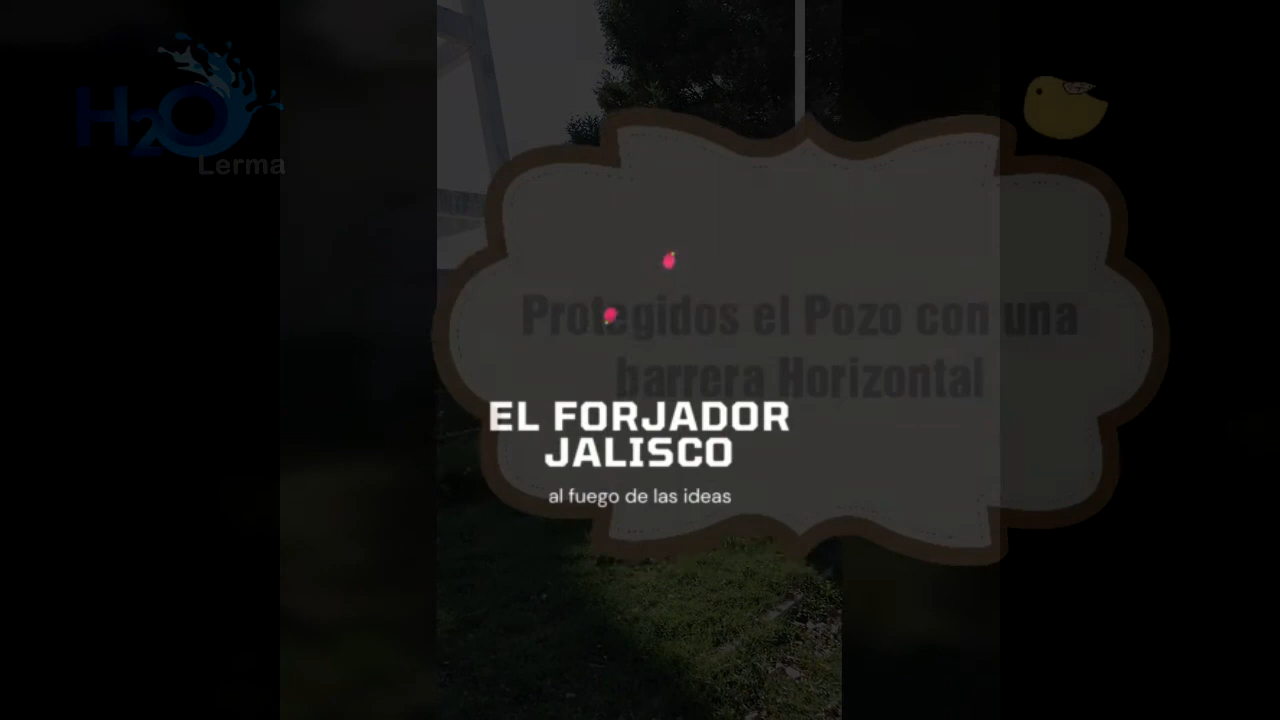 H2O
Lerma
Protegidos el Pozo con una
barrera Horizontal
EL FORJADOR
JALISCO
al fuego de las ideas